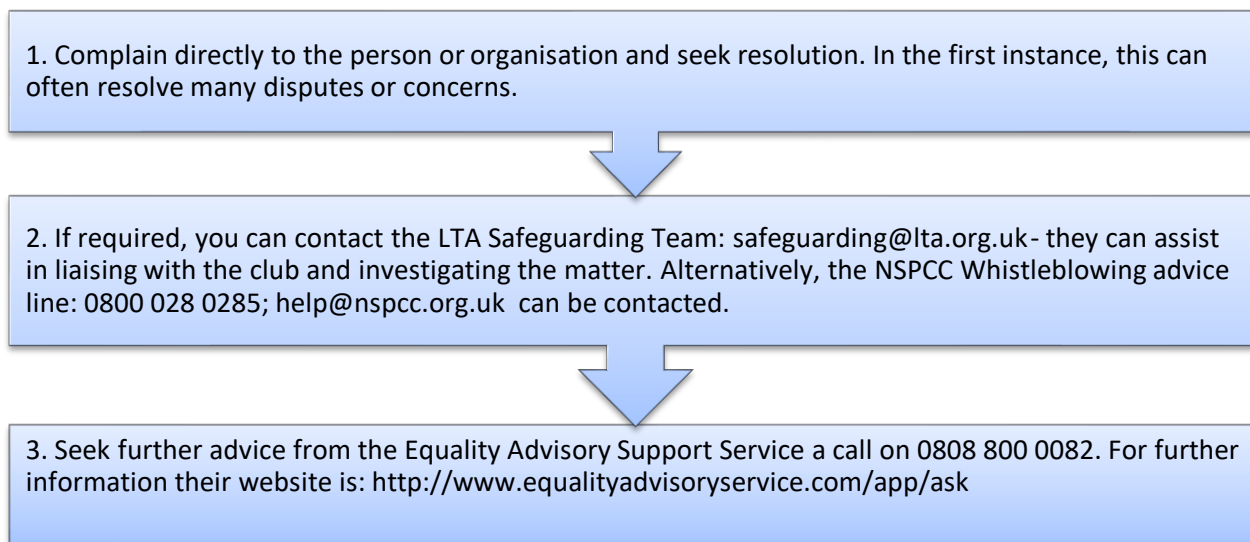 1. Complain directly to the person or organisation and seek resolution. In the first instance, this can
often resolve many disputes or concerns.
2. If required, you can contact the LTA Safeguarding Team: safeguarding@lta.org.uk- they can assist
in liaising with the club and investigating the matter. Alternatively, the NSPCC Whistleblowing advice
line: 0800 028 0285; help@nspcc.org.uk  can be contacted.
3. Seek further advice from the Equality Advisory Support Service a call on 0808 800 0082. For further
information their website is: http://www.equalityadvisoryservice.com/app/ask